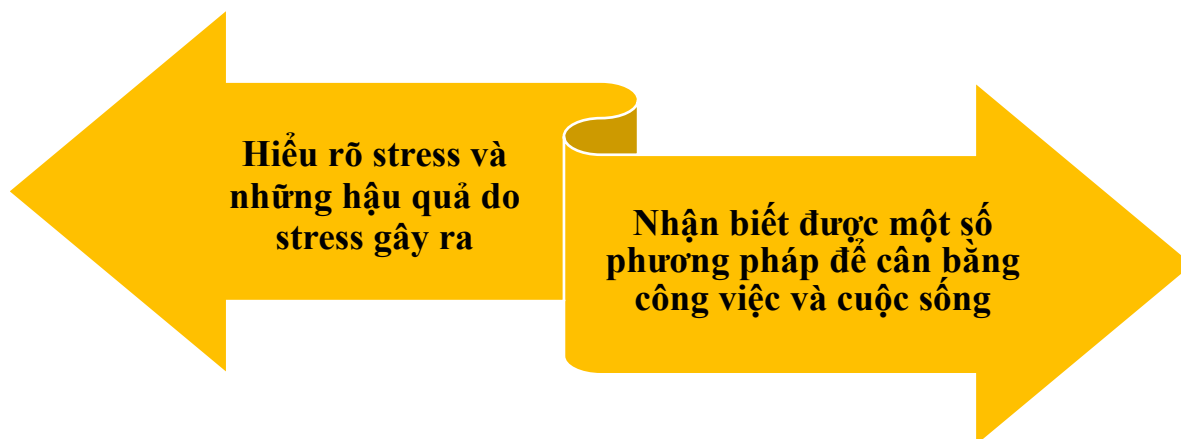 Hiểu rõ stress và
những hậu quả do
stress gây ra
Nhận biết được một số
phương pháp để cân bằng
công việc và cuộc sống